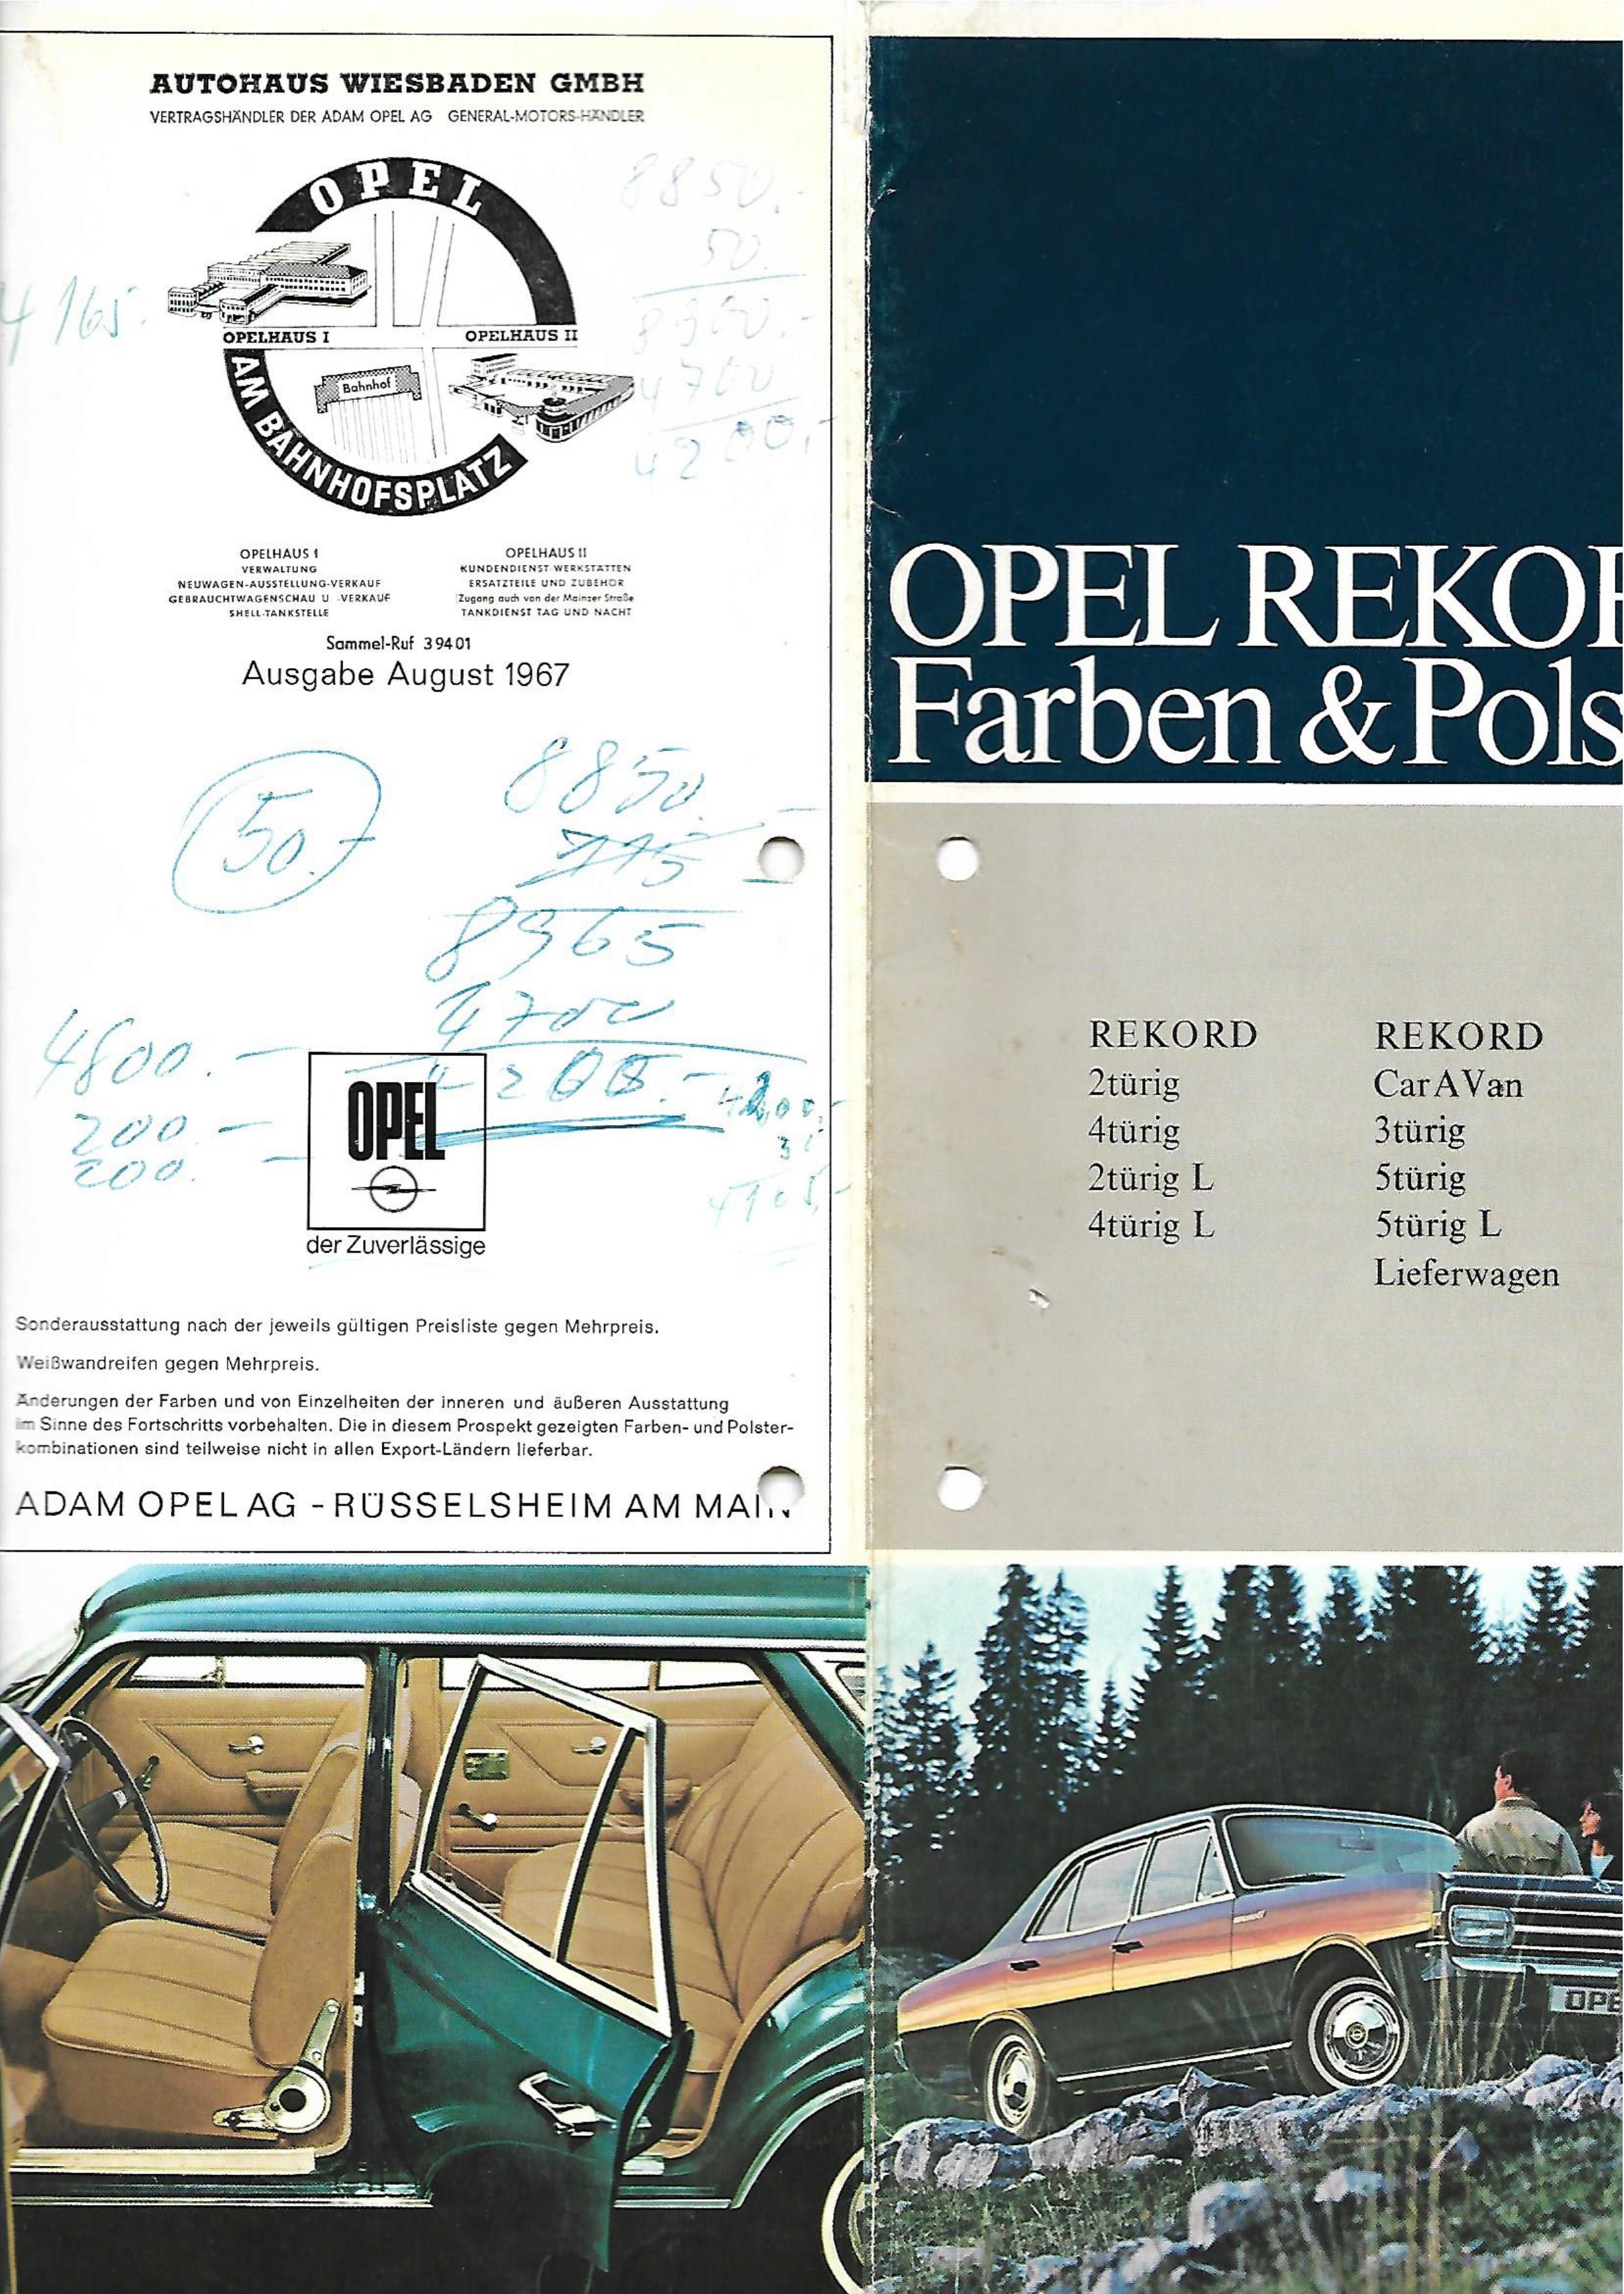 AUTOHAUS WIESBADEN GMBH
VERTRAGSHÄNDLER DER ADAM OPEL AG GENERAL-MOTORS-HÄNDLER
OPEL
OPELHAUS I
OPELHAUS II
Bahnhof
AM BAHNHOFSPLATZ
8850.-
50.
4700
4200,-
4165.
OPELHAUS I
VERWALTUNG
NEUWAGEN-AUSSTELLUNG-VERKAUF
GEBRAUCHTWAGENSCHAU U.-VERKAUF
SHELL-TANKSTELLE
OPELHAUS II
KUNDENDIENST-WERKSTÄTTEN
ERSATZTEILE UND ZUBEHÖR
Zugang auch von der Mainzer Straße
TANKDIENST TAG UND NACHT
Sammel-Ruf 39401
Ausgabe August 1967
50.-
8850.-
115
8965
4700
4200.-
4800.-
200.-
200.-
OPEL
der Zuverlässige
Sonderausstattung nach der jeweils gültigen Preisliste gegen Mehrpreis.
Weißwandreifen gegen Mehrpreis.
Änderungen der Farben und von Einzelheiten der inneren und äußeren Ausstattung
im Sinne des Fortschritts vorbehalten. Die in diesem Prospekt gezeigten Farben- und Polster-
kombinationen sind teilweise nicht in allen Export-Ländern lieferbar.
ADAM OPEL AG - RÜSSELSHEIM AM MAIN
OPEL REKO
Farben & Pols
REKORD
2türig
4türig
2türig L
4türig L
REKORD
CarAVan
3türig
5türig
5türig L
Lieferwagen
OPE